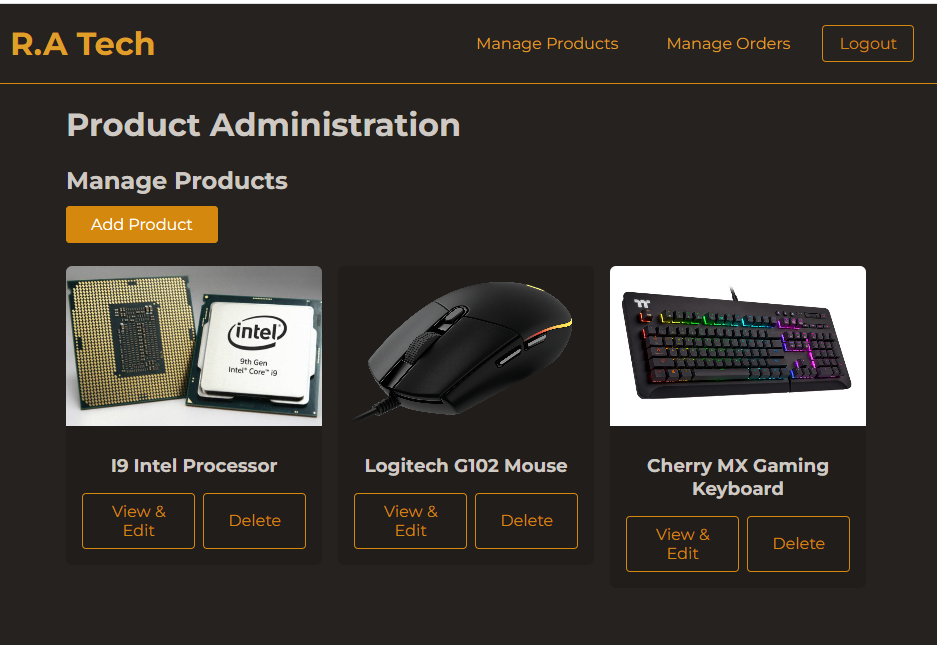 R.A Tech
Manage Products
Manage Orders
Logout
Product Administration
Manage Products
Add Product
intel
9th Gen
Intel® Core™ i9
I9 Intel Processor
View &
Edit
Delete
Logitech G102 Mouse
View &
Edit
Delete
Cherry MX Gaming
Keyboard
View &
Edit
Delete